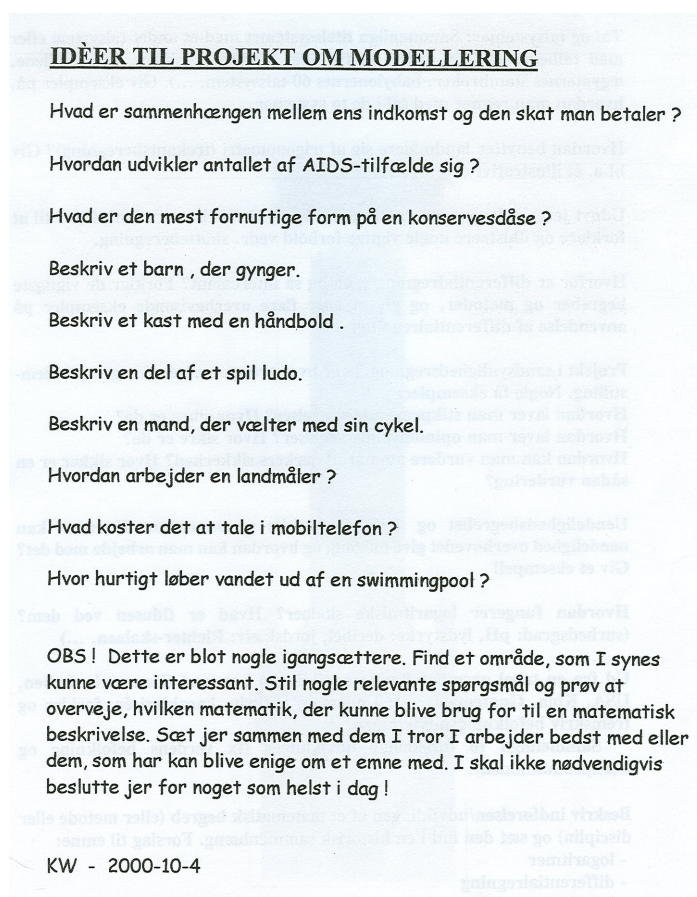 IDÈER TIL PROJEKT OM MODELLERING
Hvad er sammenhængen mellem ens indkomst og den skat man betaler ?
Hvordan udvikler antallet af AIDS-tilfælde sig ?
Hvad er den mest fornuftige form på en konservesdåse ?
Beskriv et barn , der gynger.
Beskriv et kast med en håndbold .
Beskriv en del af et spil ludo.
Beskriv en mand, der vælter med sin cykel.
Hvordan arbejder en landmåler ?
Hvad koster det at tale i mobiltelefon ?
Hvor hurtigt løber vandet ud af en swimmingpool ?
OBS ! Dette er blot nogle igangsættere. Find et område, som I synes
kunne være interessant. Stil nogle relevante spørgsmål og prøv at
overveje, hvilken matematik, der kunne blive brug for til en matematisk
beskrivelse. Sæt jer sammen med dem I tror I arbejder bedst med eller
dem, som har kan blive enige om et emne med. I skal ikke nødvendigvis
beslutte jer for noget som helst i dag !
KW - 2000-10-4